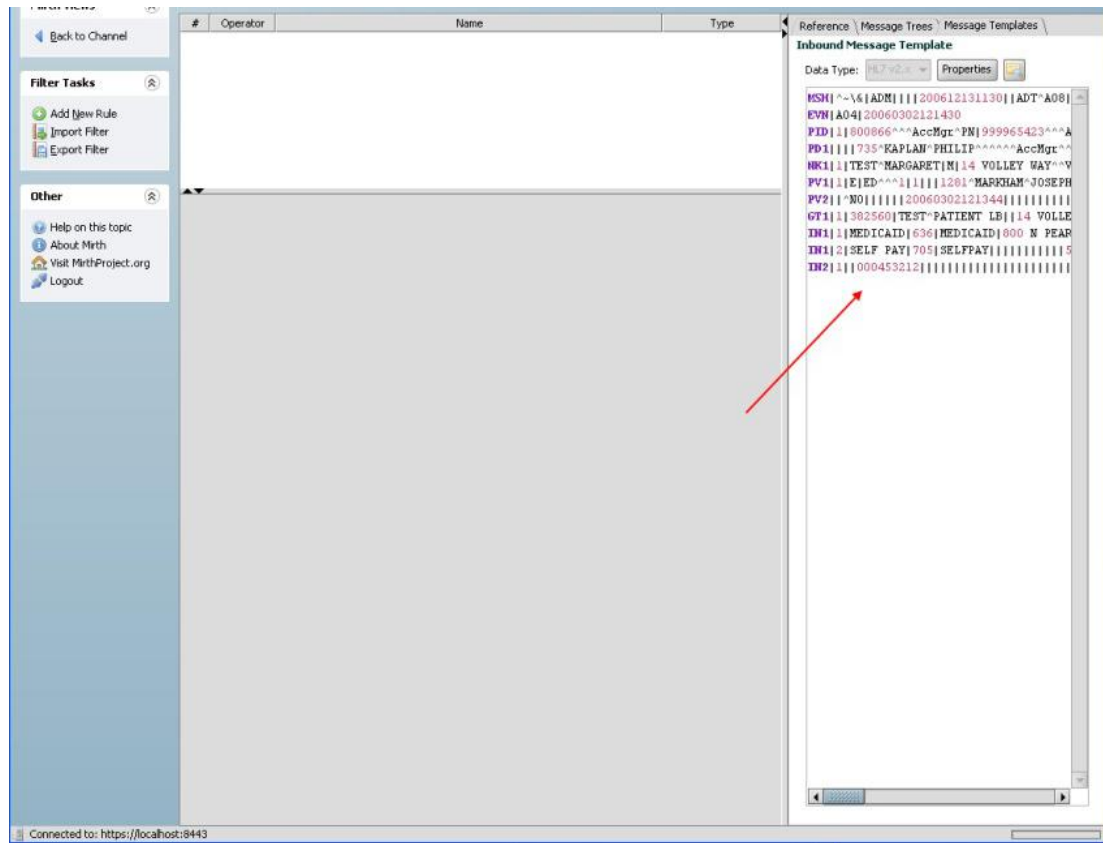 Mirth Views
Back to Channel
Filter Tasks
Add New Rule
Import Filter
Export Filter
Other
Help on this topic
About Mirth
Visit MirthProject.org
Logout
# Operator Name Type
Reference Message Trees Message Templates
Inbound Message Template
Data Type: HL7 v2.x Properties
MSH|^~\&|ADM||||200612131130||ADT^A08|
EVN|A04|20060302121430
PID|1|800866^^^AccMgr^PN|999965423^^^A
PD1||||735^KAPLAN^PHILIP^^^^^^AccMgr^^
NK1|1|TEST^MARGARET|M|14 VOLLEY WAY^^V
PV1|1|E|ED^^^1|1|||1281^MARKHAM^JOSEPH
PV2||^NO||||||20060302121344||||||||||
GT1|1|382560|TEST^PATIENT LB||14 VOLLE
IN1|1|MEDICAID|636|MEDICAID|800 N PEAR
IN1|2|SELF PAY|705|SELFPAY|||||||||||5
IN2|1||000453212||||||||||||||||||||||
Connected to: https://localhost:8443